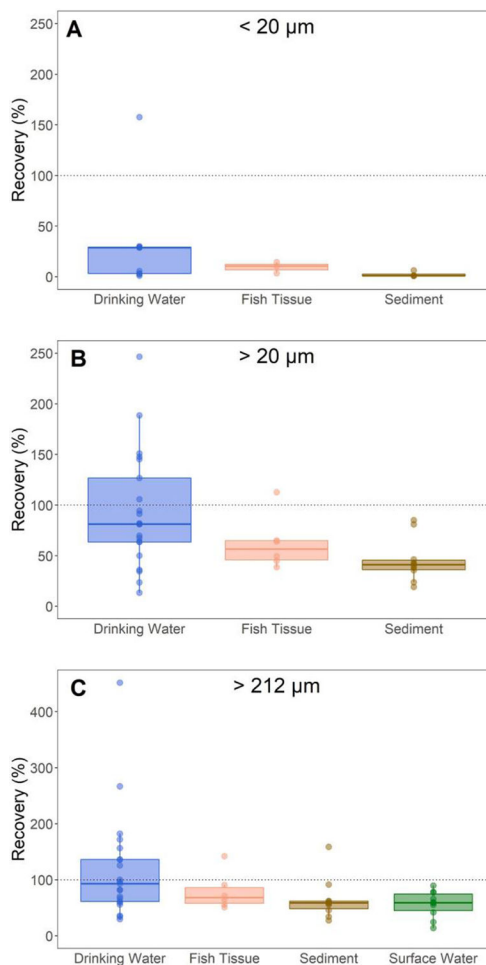 A
< 20 µm
250
200
150
100
50
0
Recovery (%)
Drinking Water Fish Tissue Sediment
B
> 20 µm
250
200
150
100
50
0
Recovery (%)
Drinking Water Fish Tissue Sediment
C
> 212 µm
400
300
200
100
0
Recovery (%)
Drinking Water Fish Tissue Sediment Surface Water